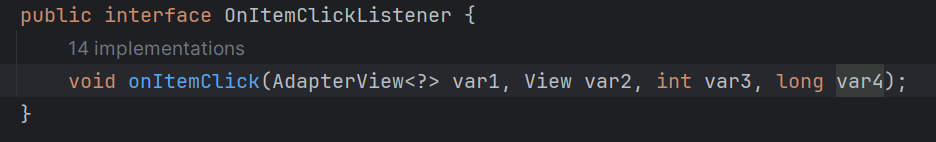 public interface OnItemClickListener {
14 implementations
void onItemClick(AdapterView<?> var1, View var2, int var3, long var4);
}